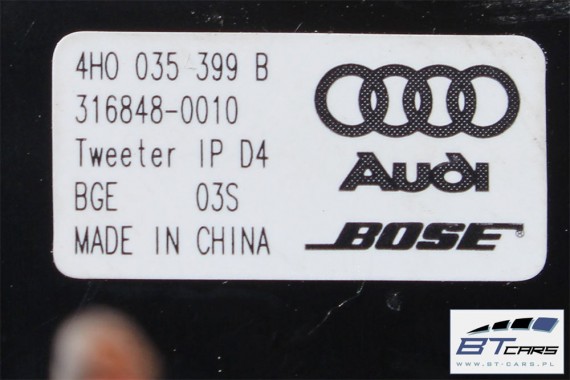 4H0 035 399 B
316848-0010
Tweeter IP D4
BGE 03S
MADE IN CHINA
Audi
BOSE®
BT CARS
WWW.BT-CARS.PL